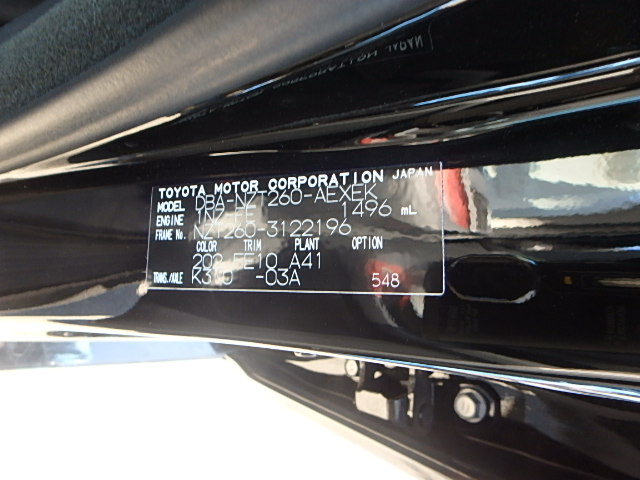 TOYOTA MOTOR CORPORATION JAPAN
MODEL DBA-NZT260-AEXEK
ENGINE 1NZ-FE 1496 mL
FRAME No. NZT260-3122196
COLOR TRIM PLANT OPTION
202 FE10 A41
TRANS./AXLE K310 -03A 548